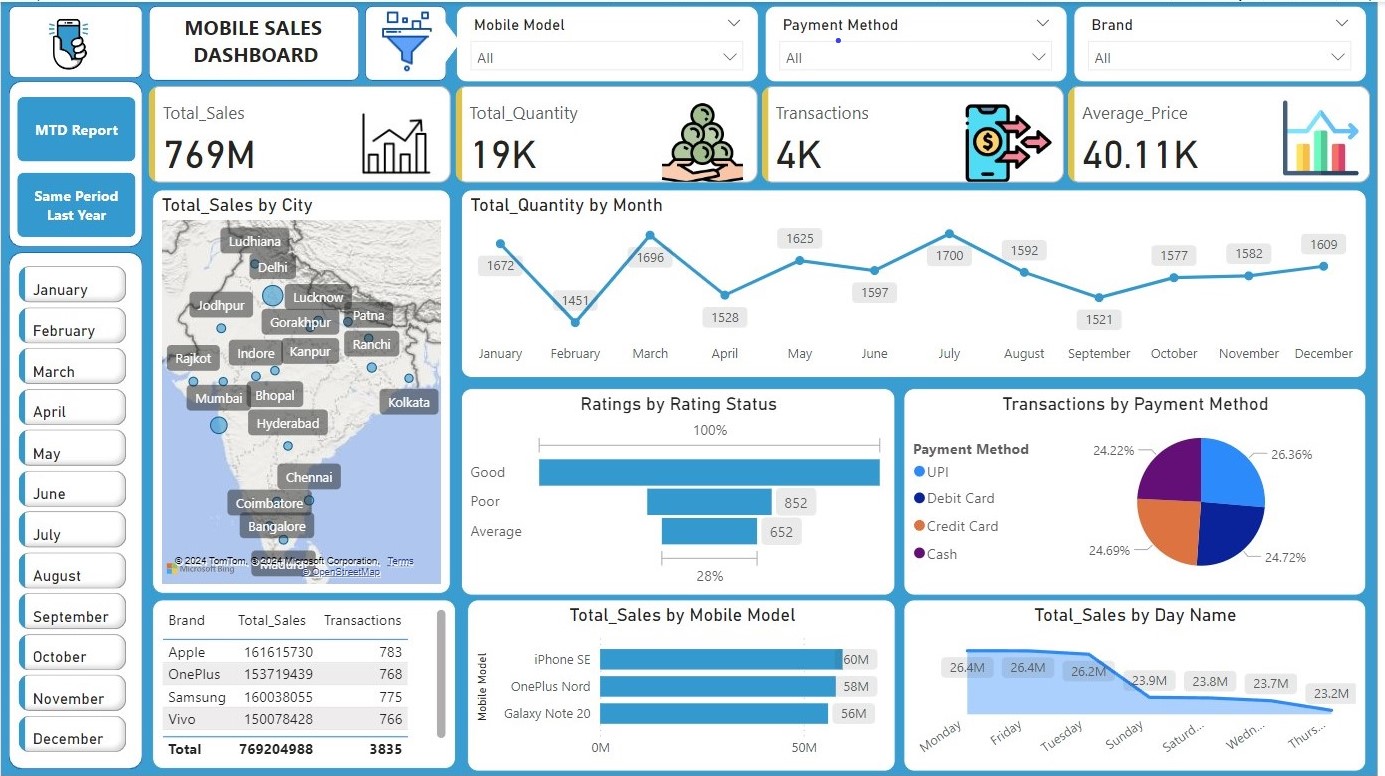 MOBILE SALES
DASHBOARD
Mobile Model
All
Payment Method
All
Brand
All
MTD Report
Same Period
Last Year
Total_Sales
769M
Total_Quantity
19K
Transactions
4K
Average_Price
40.11K
January
February
March
April
May
June
July
August
September
October
November
December
Total_Sales by City
Ludhiana
Delhi
Lucknow
Jodhpur
Gorakhpur
Patna
Ranchi
Rajkot
Indore
Kanpur
Mumbai
Bhopal
Kolkata
Hyderabad
Chennai
Coimbatore
Bangalore
© 2024 TomTom, © 2024 Microsoft Corporation, Terms
© OpenStreetMap
Microsoft Bing
Total_Quantity by Month
1672
1451
1696
1528
1625
1597
1700
1592
1521
1577
1582
1609
January
February
March
April
May
June
July
August
September
October
November
December
Ratings by Rating Status
100%
Good
Poor
852
Average
652
28%
Transactions by Payment Method
Payment Method
UPI
Debit Card
Credit Card
Cash
24.22%
26.36%
24.69%
24.72%
Brand Total_Sales Transactions
Apple 161615730 783
OnePlus 153719439 768
Samsung 160038055 775
Vivo 150078428 766
Total 769204988 3835
Total_Sales by Mobile Model
Mobile Model
iPhone SE
60M
OnePlus Nord
58M
Galaxy Note 20
56M
0M
50M
Total_Sales by Day Name
26.4M
26.4M
26.2M
23.9M
23.8M
23.7M
23.2M
Monday
Friday
Tuesday
Sunday
Saturd...
Wedn...
Thurs...